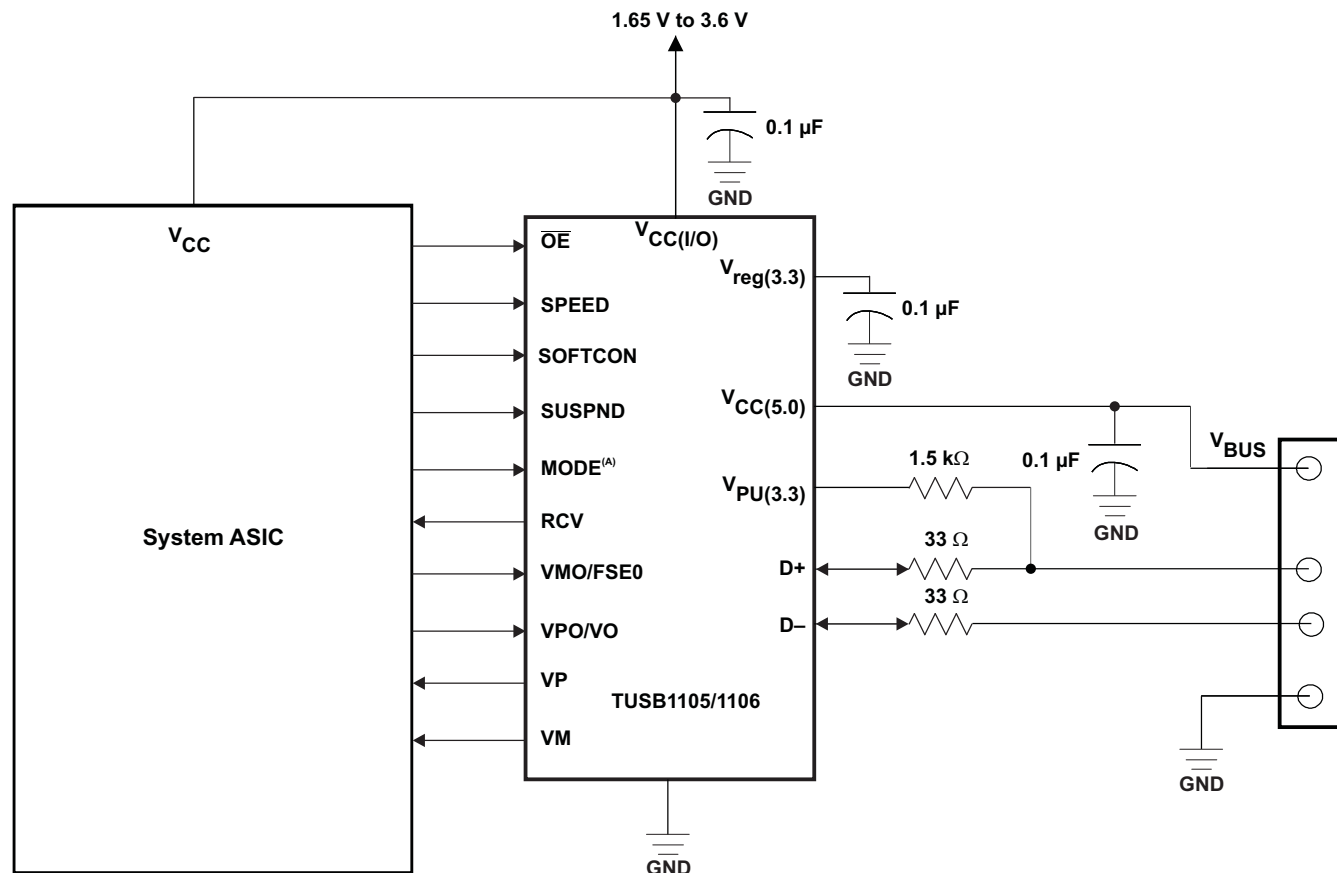 1.65 V to 3.6 V
0.1 µF
GND
VCC
OE
VCC(I/O)
Vreg(3.3)
SPEED
0.1 µF
SOFTCON
GND
SUSPND
VCC(5.0)
VBUS
MODE(A)
1.5 kΩ
0.1 µF
VPU(3.3)
GND
RCV
System ASIC
33 Ω
D+
VMO/FSE0
33 Ω
D–
VPO/VO
VP
TUSB1105/1106
VM
GND
GND